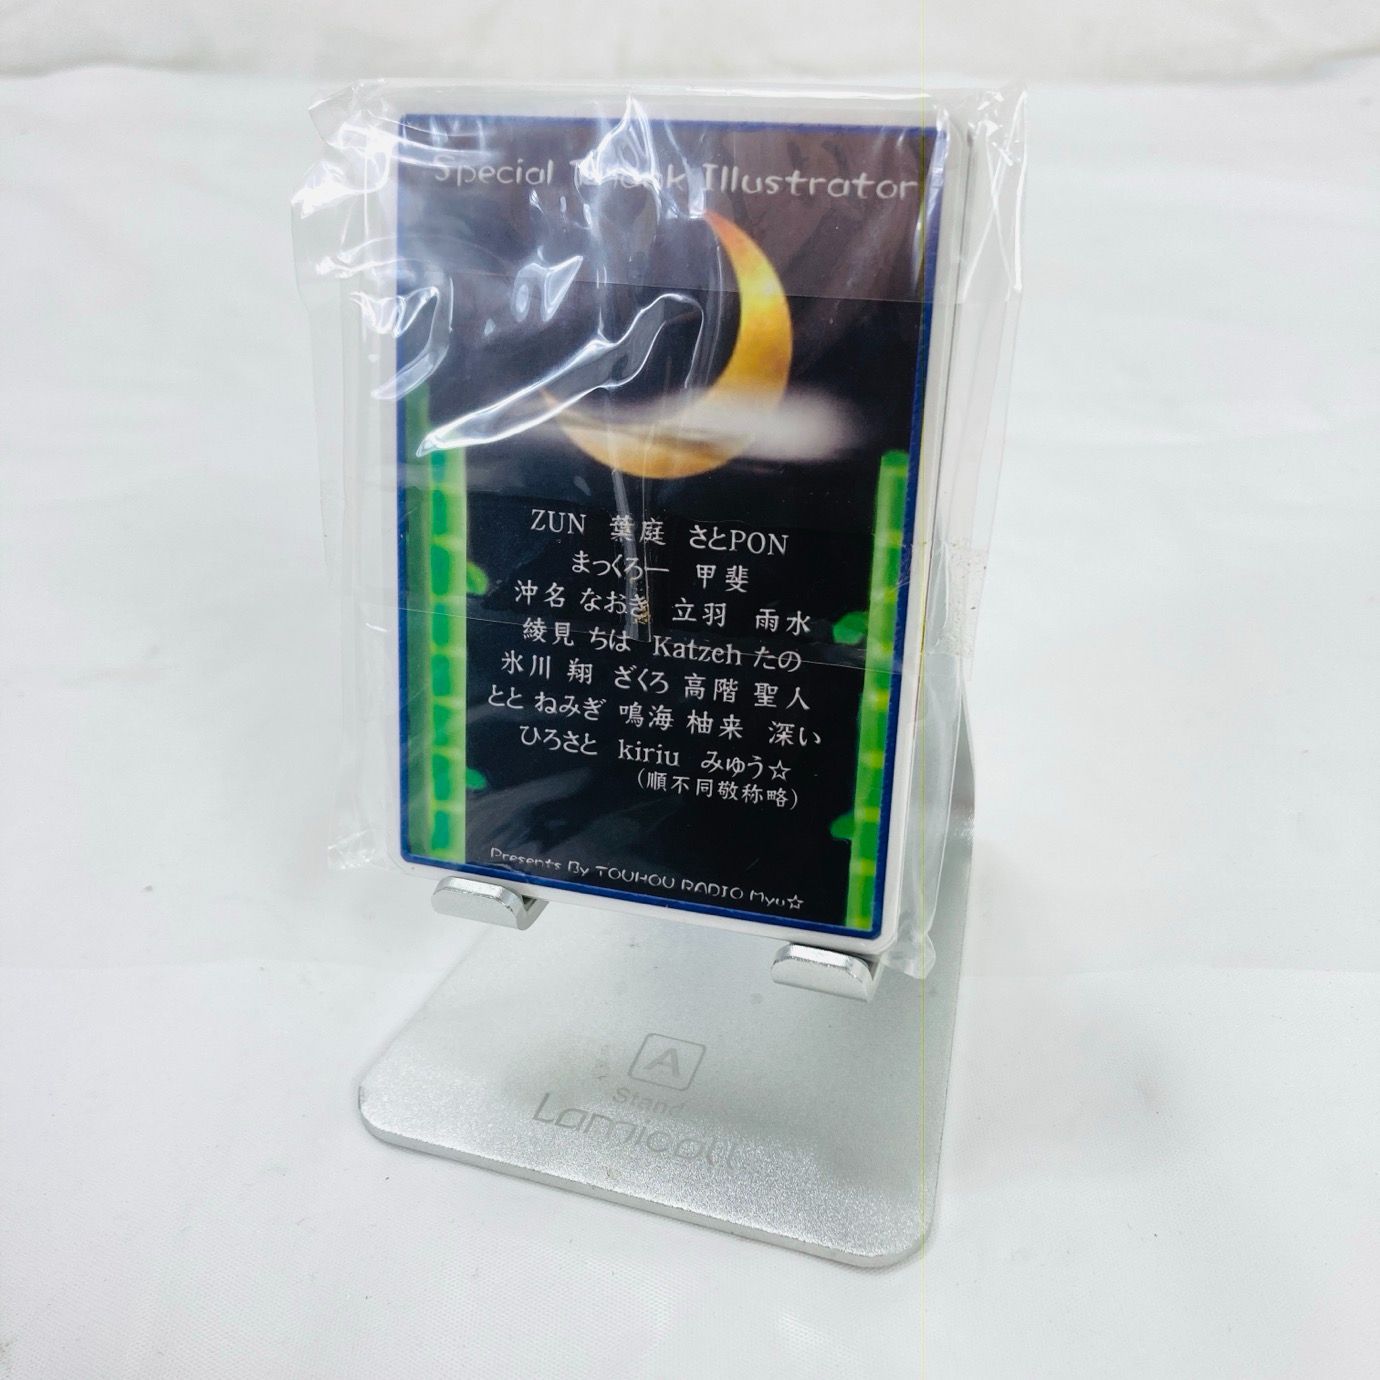 Special Thank Illustrator
ZUN 葉庭 さとPON
まっくろー 甲斐
沖名 なおき 立羽 雨水
綾見 ちは Katzeh たの
氷川 翔 ざくろ 高階 聖人
とと ねみぎ 鳴海 柚来 深い
ひろさと kiriu みゅう☆
(順不同敬称略)
Presents By TOUHOU RADIO Myu☆
A
Stand
Lamicall